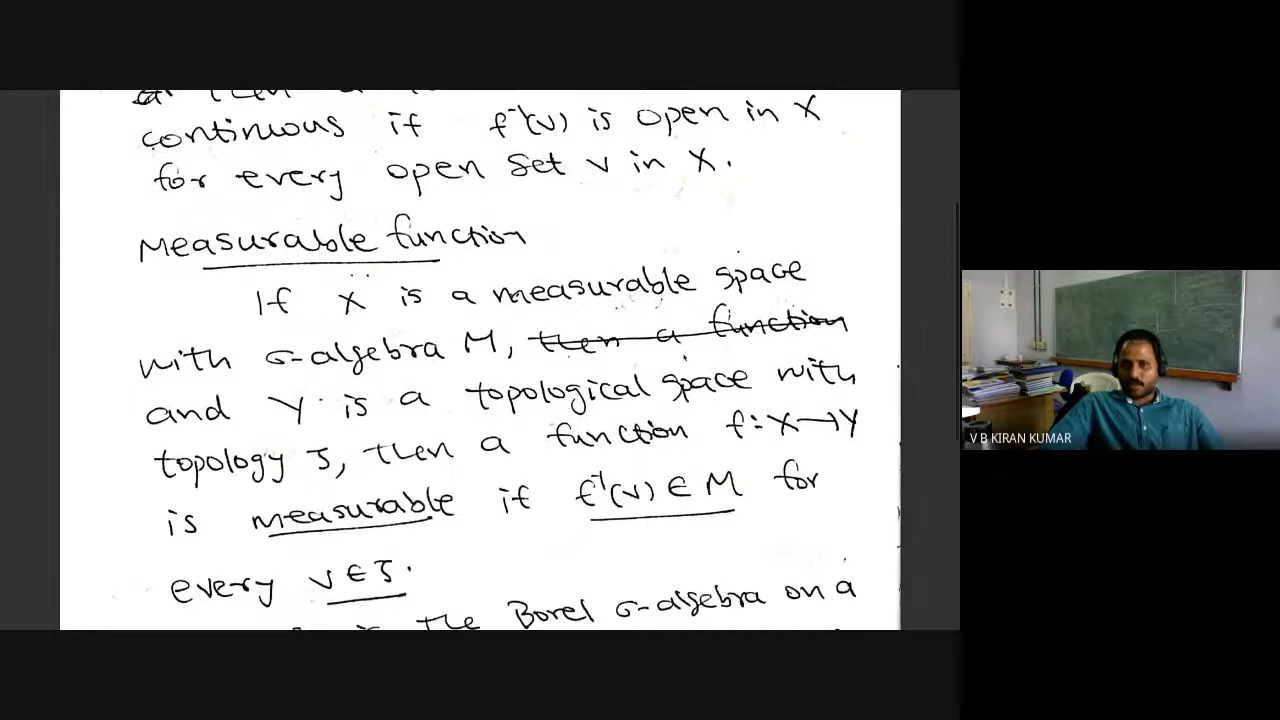 continuous if f⁻¹(V) is open in X
for every open set V in X.
Measurable function
If X is a measurable space
with σ-algebra M, then a function
and Y is a topological space with
topology ζ, then a function f: X→Y
is measurable if f⁻¹(V) ∈ M for
every V ∈ ζ.
is the Borel σ-algebra on a
V B KIRAN KUMAR